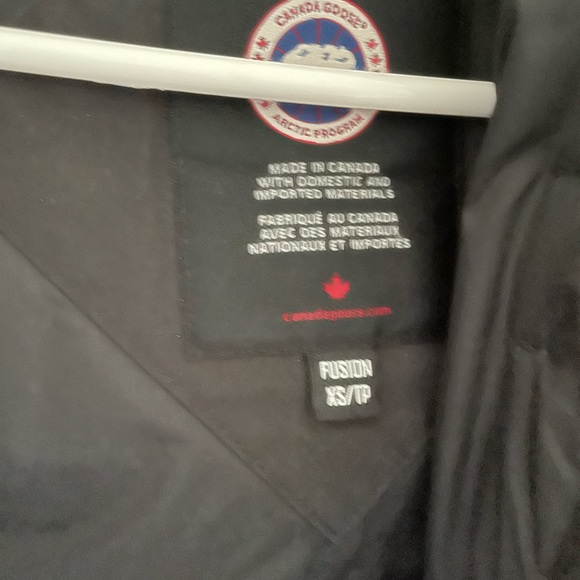 CANADA GOOSE®
ARCTIC PROGRAM
MADE IN CANADA
WITH DOMESTIC AND
IMPORTED MATERIALS
FABRIQUÉ AU CANADA
AVEC DES MATERIAUX
NATIONAUX ET IMPORTÉS
canadagoose.com
FUSION
XS/TP